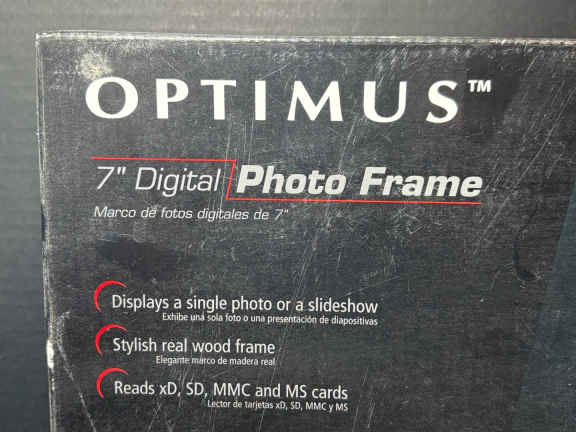 OPTIMUS™
7" Digital Photo Frame
Marco de fotos digitales de 7"
Displays a single photo or a slideshow
Exhibe una sola foto o una presentación de diapositivas
Stylish real wood frame
Elegante marco de madera real
Reads xD, SD, MMC and MS cards
Lector de tarjetas xD, SD, MMC y MS